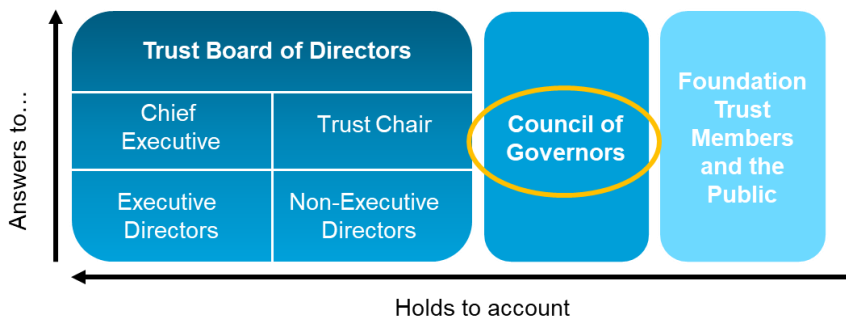 Answers to…
Trust Board of Directors
Chief
Executive
Trust Chair
Executive
Directors
Non-Executive
Directors
Council of
Governors
Foundation
Trust
Members
and the
Public
Holds to account